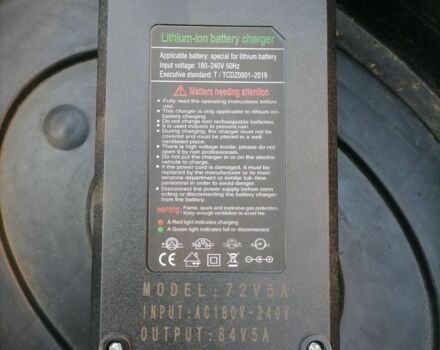 Lithium-ion battery charger
Applicable battery: special for lithium battery
Input voltage: 180-240V 50Hz
Executive standard: T / TCDZ0001-2019
Matters needing attention
Fully read the operating instructions before
use.
This charger is only applicable to lithium ion
battery charging.
Do not charge non rechargeable batteries.
It is used indoors to prevent rain.
During charging, the charger must not be
covered and must be placed in a well
ventilated place.
There is high voltage inside, please do not
open it by non professionals.
Do not put the charger in or on the electric
vehicle to charge.
If the power cord is damaged, it must be
replaced by the manufacturer or its main-
tenance department or similar full-time
personnel in order to avoid danger.
Disconnect the power supply before conn
ecting or disconnecting the battery charger
from the battery.
warning: Flame, spark and explosive gas protection.
Keep enough ventilation to avoid fire.
A Red light indicates charging
A Green light indicates full or disconnected
CE
MODEL:72V5A
INPUT:AC180V-240V
OUTPUT:84V5A